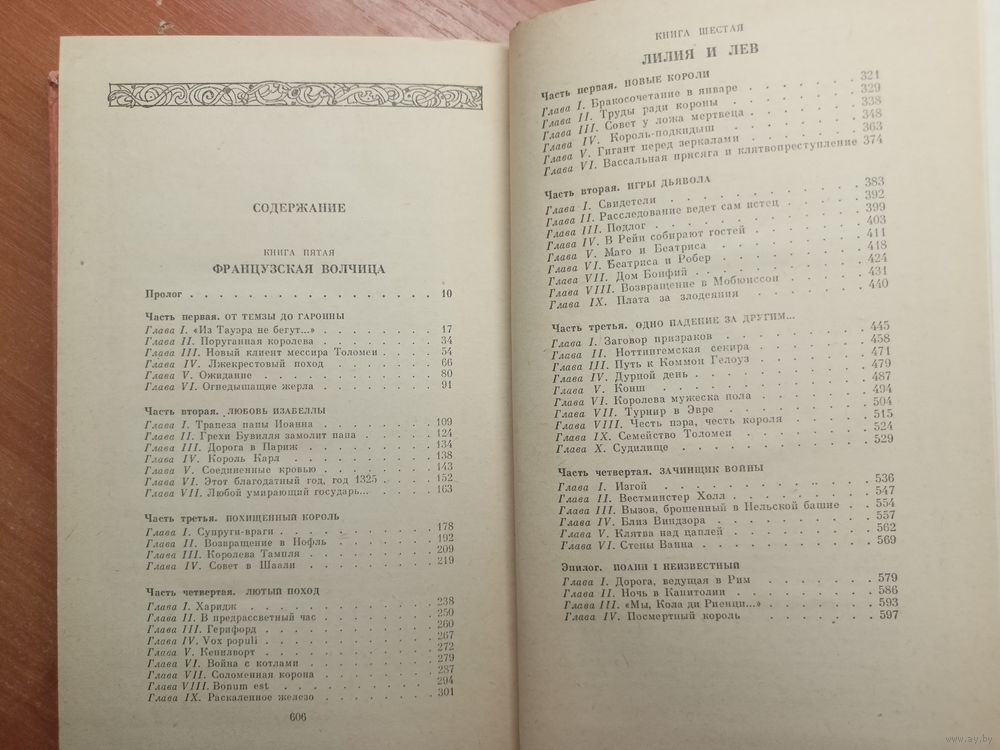 СОДЕРЖАНИЕ
КНИГА ПЯТАЯ
ФРАНЦУЗСКАЯ ВОЛЧИЦА
Пролог . . . . . . . . . . . . . . . . . 10
Часть первая. ОТ ТЕМЗЫ ДО ГАРОННЫ
Глава I. «Из Тауэра не бегут...» . . . . . . . . 17
Глава II. Поруганная королева . . . . . . . . 34
Глава III. Новый клиент мессира Толомеи . . . . 54
Глава IV. Лжекрестовый поход . . . . . . . . 66
Глава V. Ожидание . . . . . . . . . . . . 80
Глава VI. Огнедышащие жерла . . . . . . . . 91
Часть вторая. ЛЮБОВЬ ИЗАБЕЛЛЫ
Глава I. Трапеза папы Иоанна . . . . . . . . 109
Глава II. Грехи Бувилля замолит папа . . . . . 124
Глава III. Дорога в Париж . . . . . . . . . 134
Глава IV. Король Карл . . . . . . . . . . 138
Глава V. Соединенные кровью . . . . . . . . 143
Глава VI. Этот благодатный год, год 1325 . . . . 152
Глава VII. Любой умирающий государь... . . . . 163
Часть третья. ПОХИЩЕННЫЙ КОРОЛЬ
Глава I. Супруги-враги . . . . . . . . . . 178
Глава II. Возвращение в Нофль . . . . . . . 192
Глава III. Королева Тампля . . . . . . . . . 209
Глава IV. Совет в Шаали . . . . . . . . . 219
Часть четвертая. ЛЮТЫЙ ПОХОД
Глава I. Харидж . . . . . . . . . . . . 238
Глава II. В предрассветный час . . . . . . . 250
Глава III. Герифорд . . . . . . . . . . . 260
Глава IV. Vox populi . . . . . . . . . . . 267
Глава V. Кенилворт . . . . . . . . . . . 272
Глава VI. Война с котлами . . . . . . . . . 279
Глава VII. Соломенная корона . . . . . . . . 287
Глава VIII. Bonum est . . . . . . . . . . 294
Глава IX. Раскаленное железо . . . . . . . . 301
606
КНИГА ШЕСТАЯ
ЛИЛИЯ И ЛЕВ
Часть первая. НОВЫЕ КОРОЛИ
Глава I. Бракосочетание в январе . . . . . . . 321
Глава II. Труды ради короны . . . . . . . . 329
Глава III. Совет у ложа мертвеца . . . . . . . 338
Глава IV. Король-подкидыш . . . . . . . . 348
Глава V. Гигант перед зеркалами . . . . . . . 363
Глава VI. Вассальная присяга и клятвопреступление 374
Часть вторая. ИГРЫ ДЬЯВОЛА
Глава I. Свидетели . . . . . . . . . . . 383
Глава II. Расследование ведет сам истец . . . . . 392
Глава III. Подлог . . . . . . . . . . . . 399
Глава IV. В Рейи собирают гостей . . . . . . . 403
Глава V. Маго и Беатриса . . . . . . . . . 411
Глава VI. Беатриса и Робер . . . . . . . . . 418
Глава VII. Дом Бонфий . . . . . . . . . . 424
Глава VIII. Возвращение в Мобюиссон . . . . . 431
Глава IX. Плата за злодеяния . . . . . . . . 440
Часть третья. ОДНО ПАДЕНИЕ ЗА ДРУГИМ...
Глава I. Заговор призраков . . . . . . . . . 445
Глава II. Ноттингемская секира . . . . . . . 458
Глава III. Путь к Коммон Гелоуз . . . . . . . 471
Глава IV. Дурной день . . . . . . . . . . 479
Глава V. Конш . . . . . . . . . . . . . 487
Глава VI. Королева мужеска пола . . . . . . . 494
Глава VII. Турнир в Эвре . . . . . . . . . 504
Глава VIII. Честь пэра, честь короля . . . . . . 515
Глава IX. Семейство Толомеи . . . . . . . . 524
Глава X. Судилище . . . . . . . . . . . 529
Часть четвертая. ЗАЧИНЩИК ВОЙНЫ
Глава I. Изгой . . . . . . . . . . . . . 536
Глава II. Вестминстер Холл . . . . . . . . . 547
Глава III. Вызов, брошенный в Нельской башне . . 554
Глава IV. Близ Виндзора . . . . . . . . . 557
Глава V. Клятва над цаплей . . . . . . . . 562
Глава VI. Стены Ванна . . . . . . . . . . 569
Эпилог. ИОАНН I НЕИЗВЕСТНЫЙ
Глава I. Дорога, ведущая в Рим . . . . . . . 579
Глава II. Ночь в Капитолии . . . . . . . . . 586
Глава III. «Мы, Кола ди Риенци...» . . . . . . 593
Глава IV. Посмертный король . . . . . . . . 597
www.ay.by